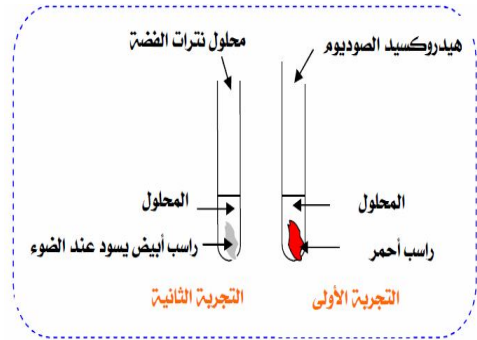 هيدروكسيد الصوديوم
محلول نترات الفضة
المحلول
المحلول
راسب أحمر
راسب أبيض يسود عند الضوء
التجربة الأولى
التجربة الثانية